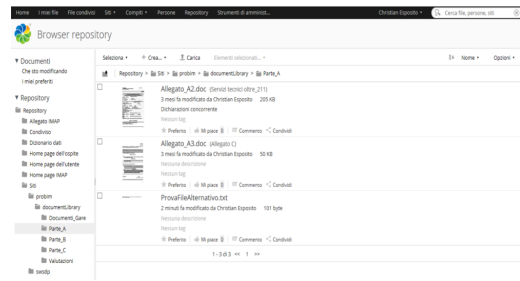 Home I miei file File condivisi Siti Compiti Persone Repository Strumenti di amminist... Christian Esposito Cerca file, persone, siti
Browser repository
Documenti
Che sto modificando
I miei preferiti
Repository
Repository
Allegato IMAP
Condiviso
Dizionario dati
Home page dell'ospite
Home page dell'utente
Home page IMAP
Siti
probim
documentLibrary
Documenti_Gare
Parte_A
Parte_B
Parte_C
Valutazioni
swsdp
Seleziona + Crea... Carica Elementi selezionati... Nome Opzioni
Repository > Siti > probim > documentLibrary > Parte_A
Allegato_A2.doc (Servizi tecnici oltre_211)
3 mesi fa modificato da Christian Esposito 205 KB
Dichiarazioni concorrente
Nessun tag
Preferito Mi piace 0 Commento Condividi
Allegato_A3.doc (Allegato C)
3 mesi fa modificato da Christian Esposito 50 KB
Nessuna descrizione
Nessun tag
Preferito Mi piace 0 Commento Condividi
ProvaFileAlternativo.txt
2 minuti fa modificato da Christian Esposito 101 byte
Nessuna descrizione
Nessun tag
Preferito Mi piace 0 Commento Condividi
1 - 3 di 3 << 1 >>